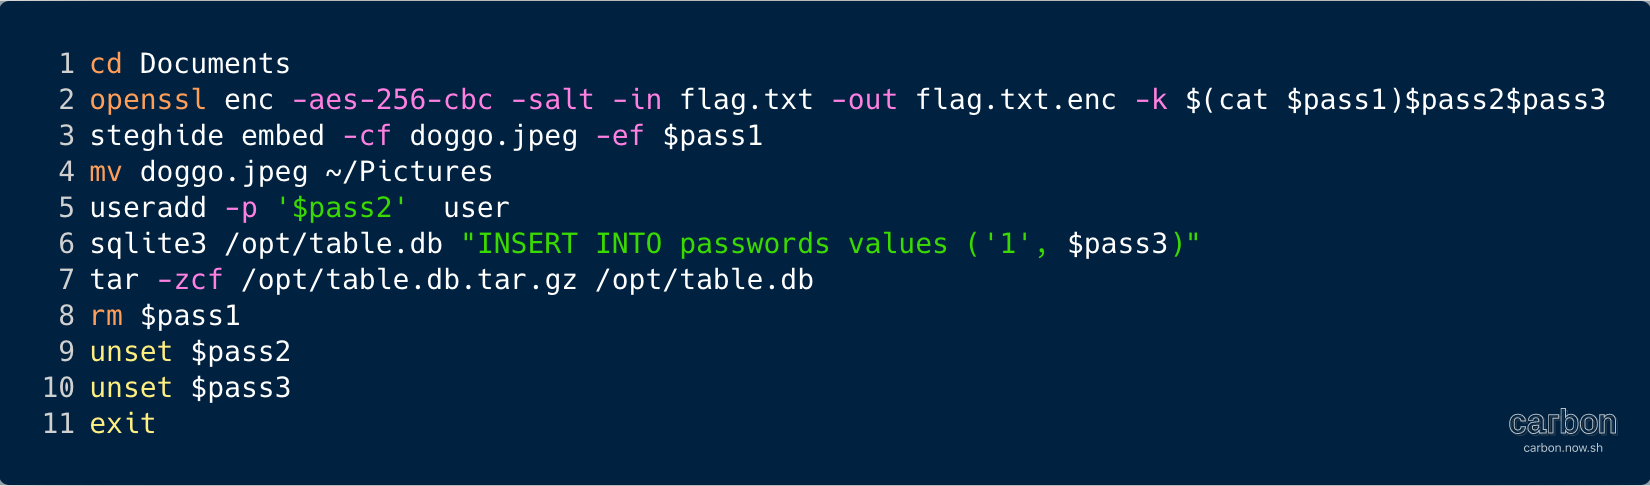 1 cd Documents
2 openssl enc -aes-256-cbc -salt -in flag.txt -out flag.txt.enc -k $(cat $pass1)$pass2$pass3
3 steghide embed -cf doggo.jpeg -ef $pass1
4 mv doggo.jpeg ~/Pictures
5 useradd -p '$pass2'  user
6 sqlite3 /opt/table.db "INSERT INTO passwords values ('1', $pass3)"
7 tar -zcf /opt/table.db.tar.gz /opt/table.db
8 rm $pass1
9 unset $pass2
10 unset $pass3
11 exit
carbon
carbon.now.sh